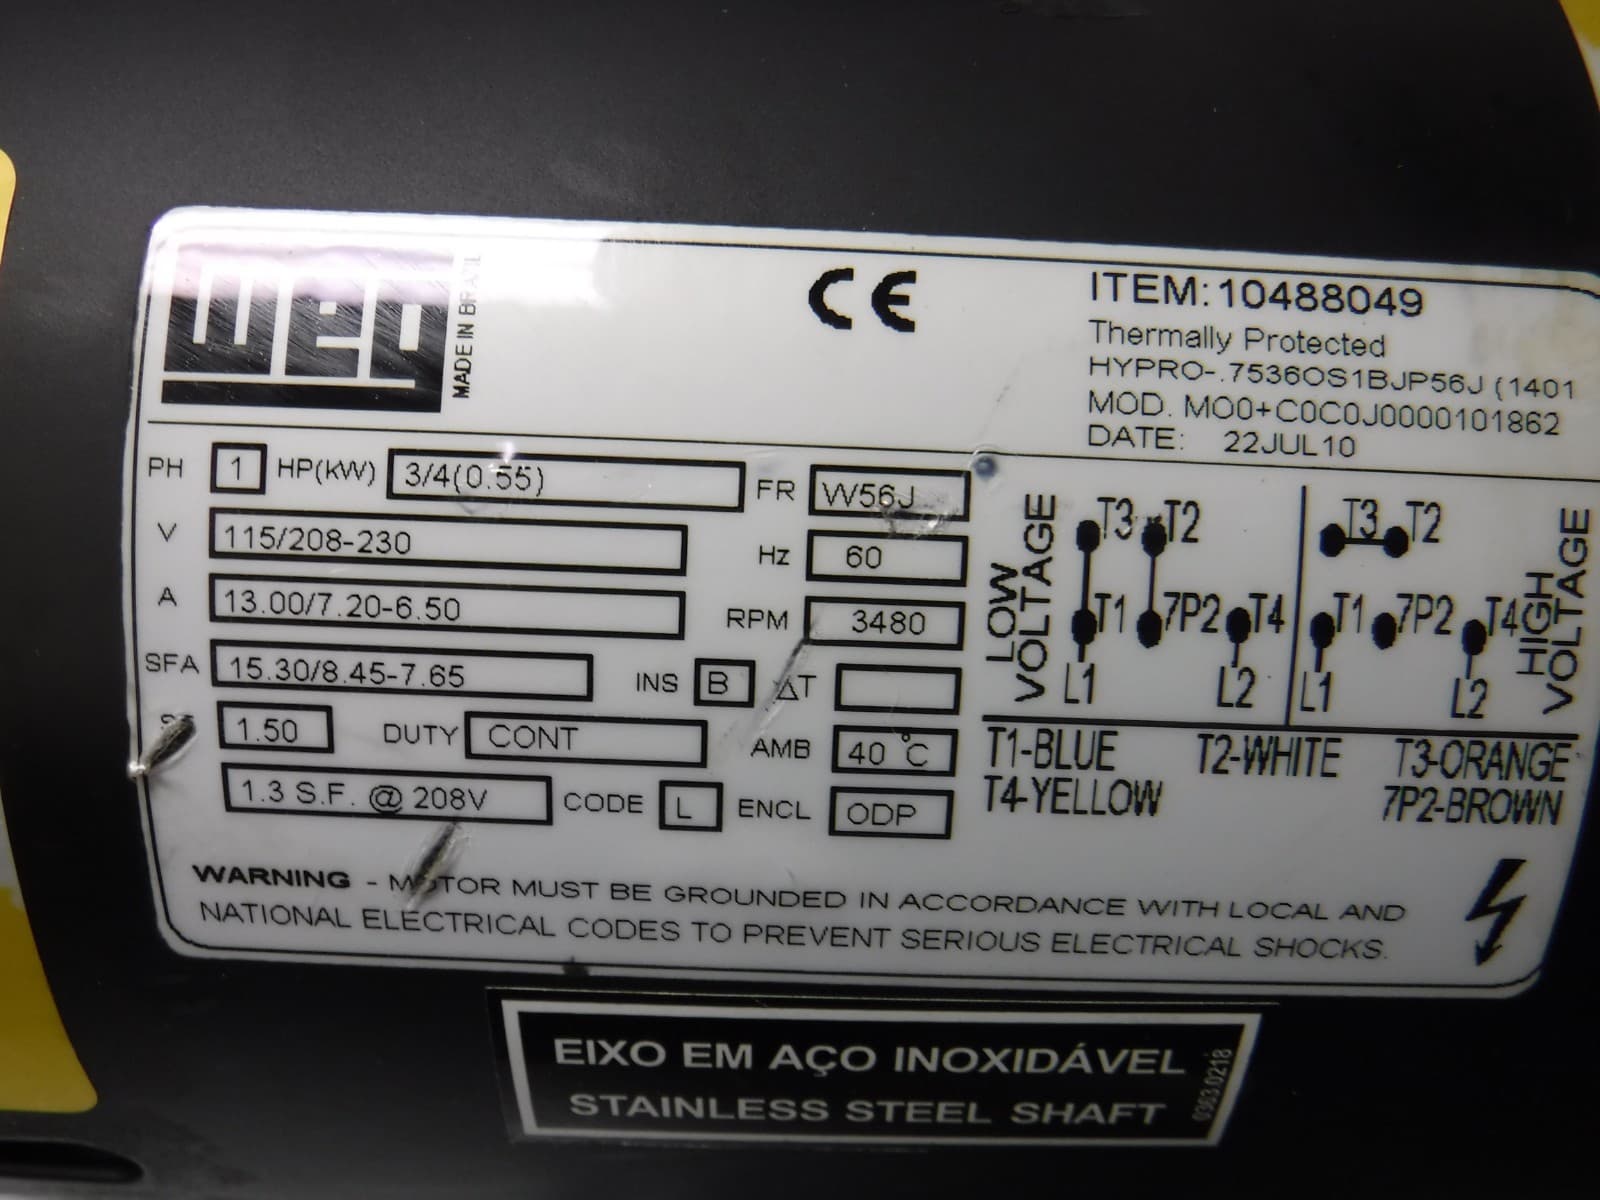 WEG
MADE IN BRAZIL
CE
ITEM: 10488049
Thermally Protected
HYPRO-.7536OS1BJP56J (1401
MOD. MO0+C0C0J0000101862
DATE: 22JUL10
PH 1 HP(KW) 3/4(0.55) FR W56J
V 115/208-230 Hz 60
A 13.00/7.20-6.50 RPM 3480
SFA 15.30/8.45-7.65 INS B ΔT
1.50 DUTY CONT AMB 40 °C
1.3 S.F. @ 208V CODE L ENCL ODP
LOW VOLTAGE
T3 T2
T1 7P2 T4
L1 L2
T3 T2
T1 7P2 T4
L1 L2
HIGH VOLTAGE
T1-BLUE T2-WHITE T3-ORANGE
T4-YELLOW 7P2-BROWN
WARNING - MOTOR MUST BE GROUNDED IN ACCORDANCE WITH LOCAL AND
NATIONAL ELECTRICAL CODES TO PREVENT SERIOUS ELECTRICAL SHOCKS.
EIXO EM AÇO INOXIDÁVEL
STAINLESS STEEL SHAFT
0363.0218